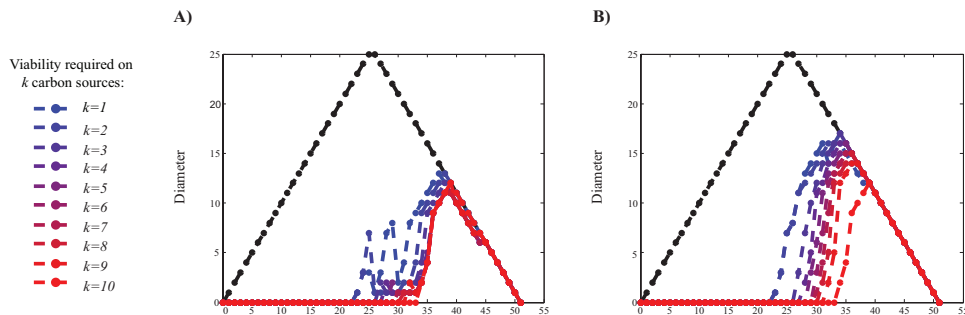 A)
B)
Viability required on
k carbon sources:
k=1
k=2
k=3
k=4
k=5
k=6
k=7
k=8
k=9
k=10
Diameter
25
20
15
10
5
0
0 5 10 15 20 25 30 35 40 45 50 55
Diameter
25
20
15
10
5
0
0 5 10 15 20 25 30 35 40 45 50 55